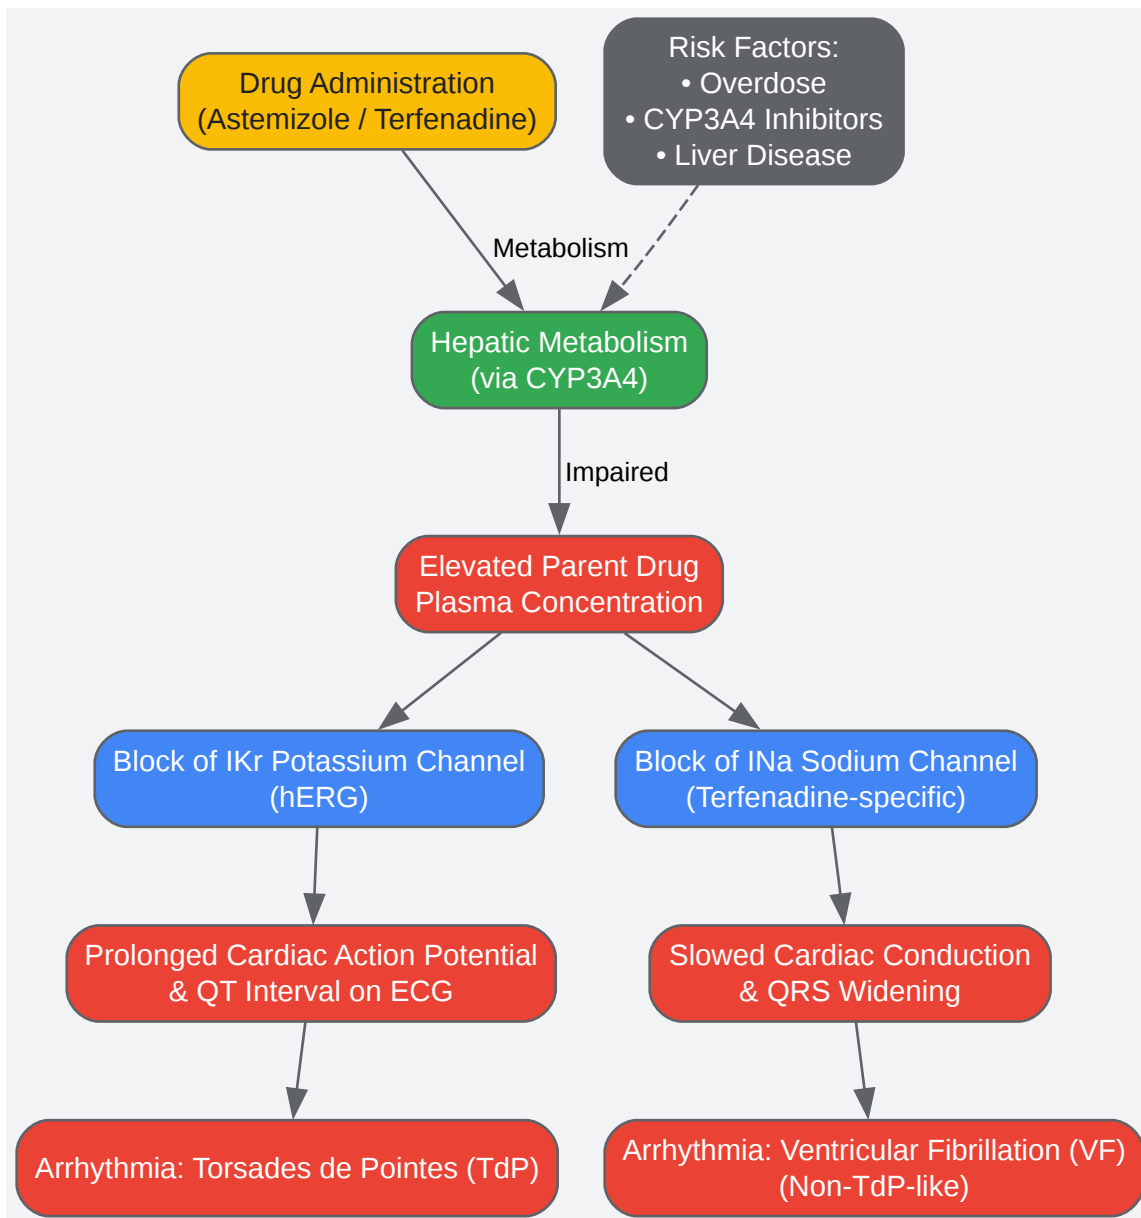 Drug Administration
(Astemizole / Terfenadine)
Risk Factors:
• Overdose
• CYP3A4 Inhibitors
• Liver Disease
Metabolism
Hepatic Metabolism
(via CYP3A4)
Impaired
Elevated Parent Drug
Plasma Concentration
Block of IKr Potassium Channel
(hERG)
Block of INa Sodium Channel
(Terfenadine-specific)
Prolonged Cardiac Action Potential
& QT Interval on ECG
Slowed Cardiac Conduction
& QRS Widening
Arrhythmia: Torsades de Pointes (TdP)
Arrhythmia: Ventricular Fibrillation (VF)
(Non-TdP-like)